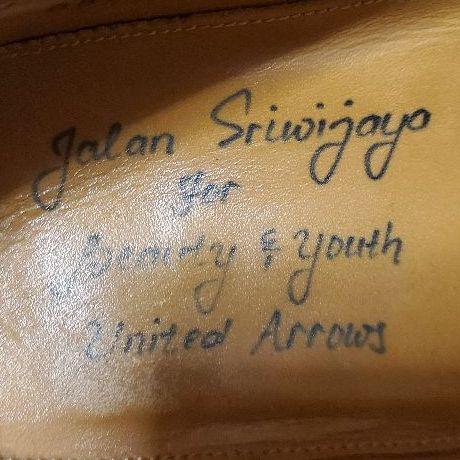 Jalan Sriwijaya
For
Beauty & Youth
United Arrows